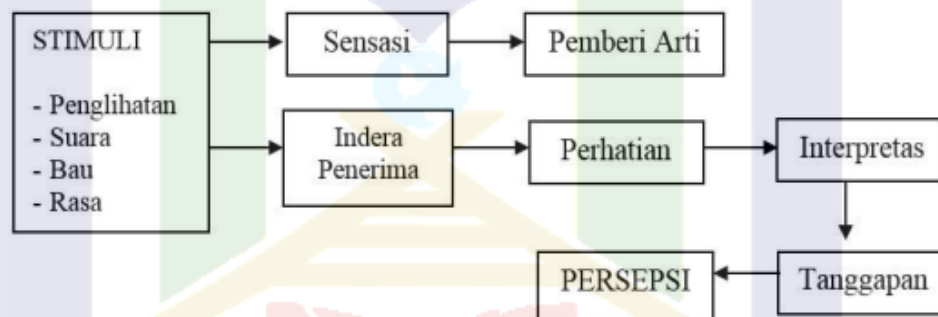 STIMULI
- Penglihatan
- Suara
- Bau
- Rasa
Sensasi
Pemberi Arti
Indera
Penerima
Perhatian
Interpretas
Tanggapan
PERSEPSI